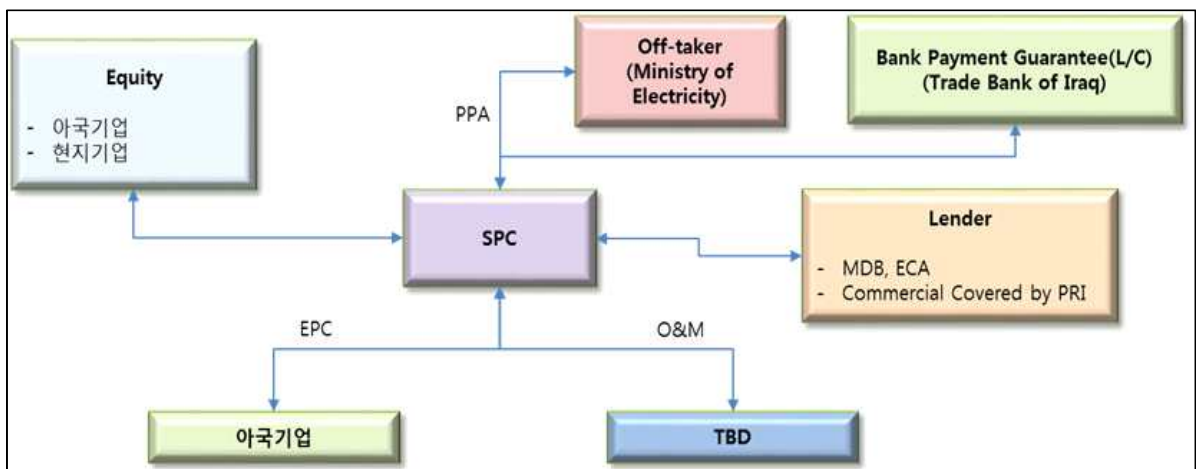 Equity
- 아국기업
- 현지기업
Off-taker
(Ministry of
Electricity)
Bank Payment Guarantee(L/C)
(Trade Bank of Iraq)
PPA
SPC
Lender
- MDB, ECA
- Commercial Covered by PRI
EPC
O&M
아국기업
TBD